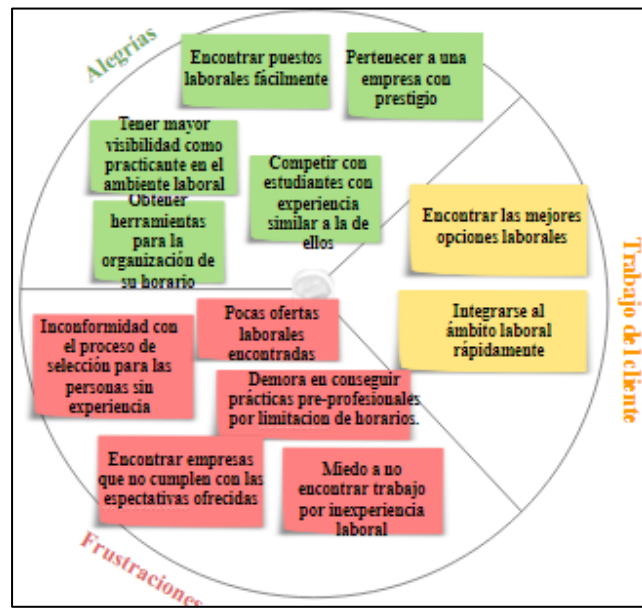 Alegrías
Encontrar puestos
laborales fácilmente
Pertenecer a una
empresa con
prestigio
Tener mayor
visibilidad como
practicante en el
ambiente laboral
Competir con
estudiantes con
experiencia
similar a la de
ellos
Obtener
herramientas
para la
organización de
su horario
Trabajo del cliente
Encontrar las mejores
opciones laborales
Integrarse al
ámbito laboral
rápidamente
Pocas ofertas
laborales
encontradas
Inconformidad con
el proceso de
selección para las
personas sin
experiencia
Demora en conseguir
prácticas pre-profesionales
por limitacion de horarios.
Encontrar empresas
que no cumplen con las
espectativas ofrecidas
Miedo a no
encontrar trabajo
por inexperiencia
laboral
Frustraciones